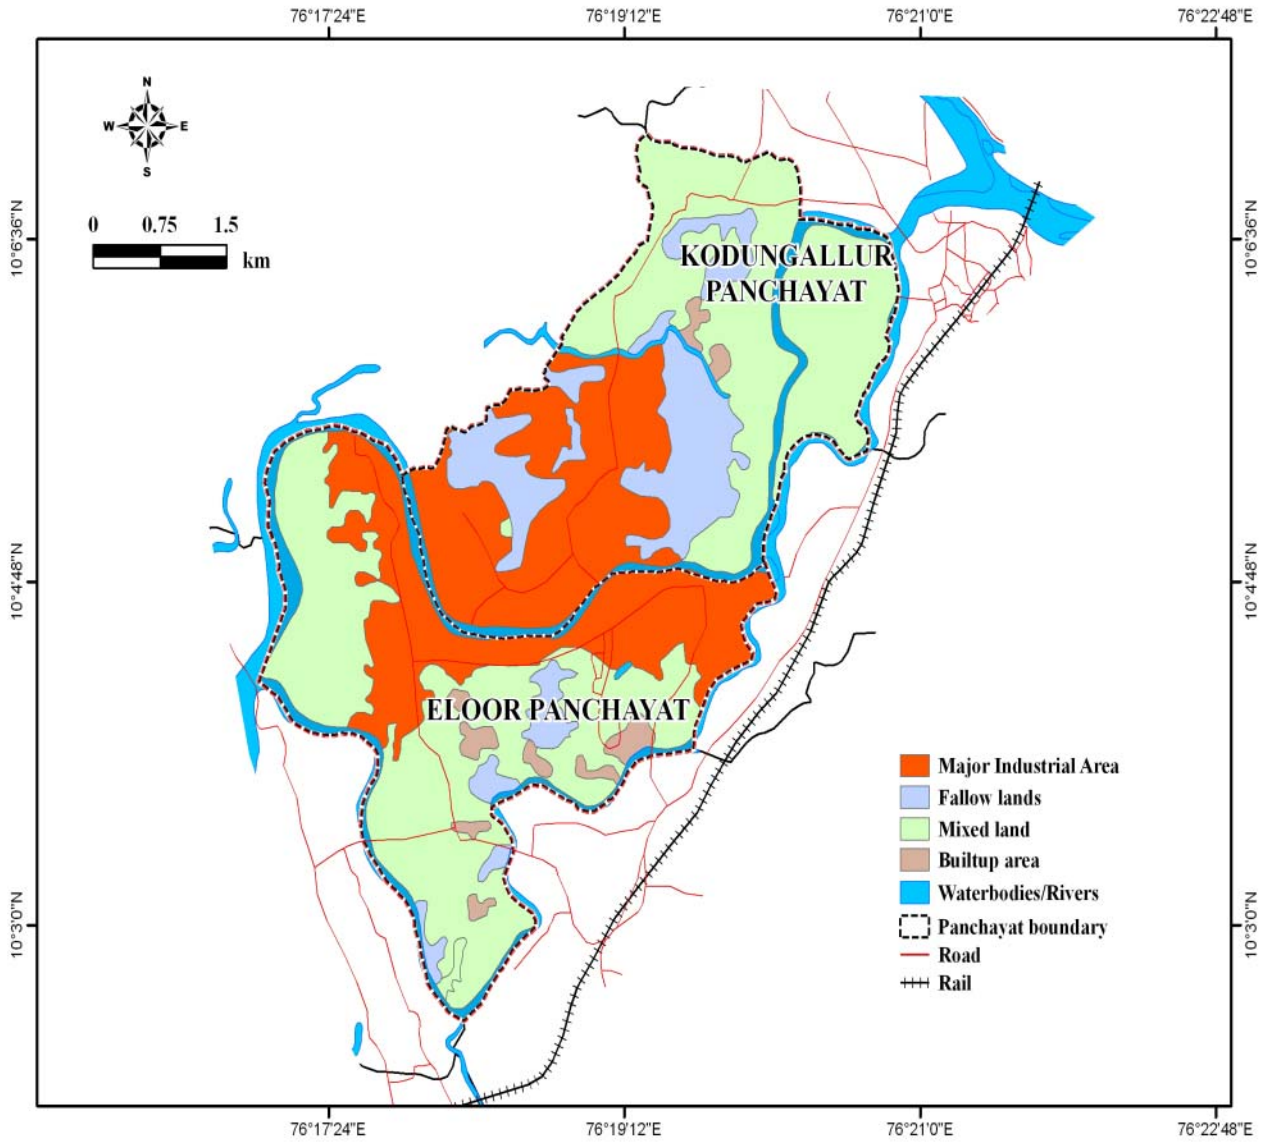 76°17'24"E 76°19'12"E 76°21'0"E 76°22'48"E
N
W E
S
0 0.75 1.5
km
10°6'36"N 10°6'36"N
KODUNGALLUR
PANCHAYAT
10°4'48"N 10°4'48"N
ELOOR PANCHAYAT
Major Industrial Area
Fallow lands
Mixed land
Builtup area
Waterbodies/Rivers
Panchayat boundary
Road
Rail
10°3'0"N 10°3'0"N
76°17'24"E 76°19'12"E 76°21'0"E 76°22'48"E